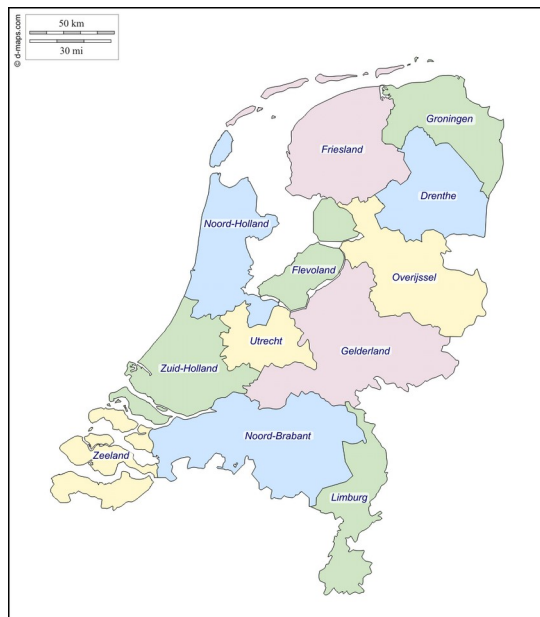 50 km
30 mi
© d-maps.com
Groningen
Friesland
Drenthe
Noord-Holland
Flevoland
Overijssel
Utrecht
Gelderland
Zuid-Holland
Noord-Brabant
Zeeland
Limburg